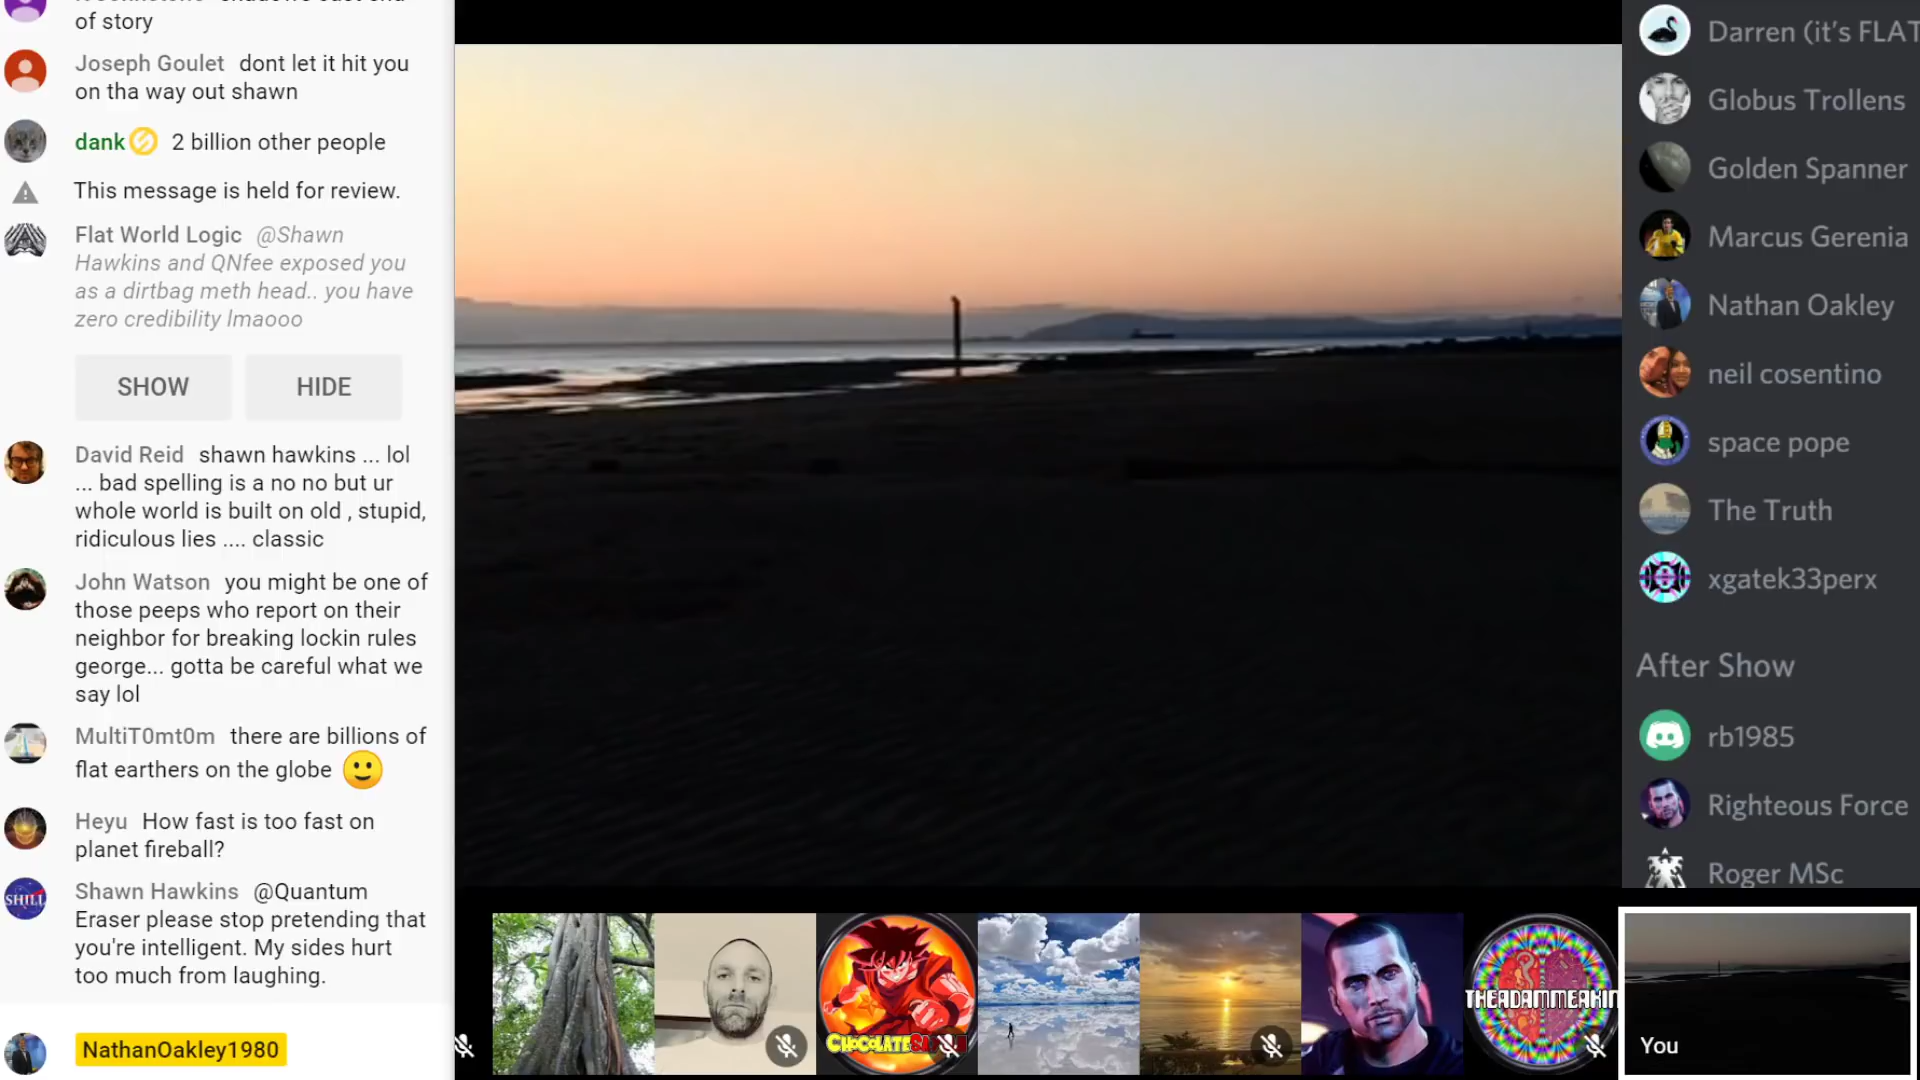 of story
Joseph Goulet dont let it hit you
on tha way out shawn
dank 2 billion other people
This message is held for review.
Flat World Logic @Shawn
Hawkins and QNfee exposed you
as a dirtbag meth head.. you have
zero credibility lmaooo
SHOW HIDE
David Reid shawn hawkins ... lol
... bad spelling is a no no but ur
whole world is built on old , stupid,
ridiculous lies .... classic
John Watson you might be one of
those peeps who report on their
neighbor for breaking lockin rules
george... gotta be careful what we
say lol
MultiT0mt0m there are billions of
flat earthers on the globe
Heyu How fast is too fast on
planet fireball?
SHILL
Shawn Hawkins @Quantum
Eraser please stop pretending that
you're intelligent. My sides hurt
too much from laughing.
NathanOakley1980
THEADAMMEAKIN
You
Darren (it's FLAT
Globus Trollens
Golden Spanner
Marcus Gerenia
Nathan Oakley
neil cosentino
space pope
The Truth
xgatek33perx
After Show
rb1985
Righteous Force
Roger MSc